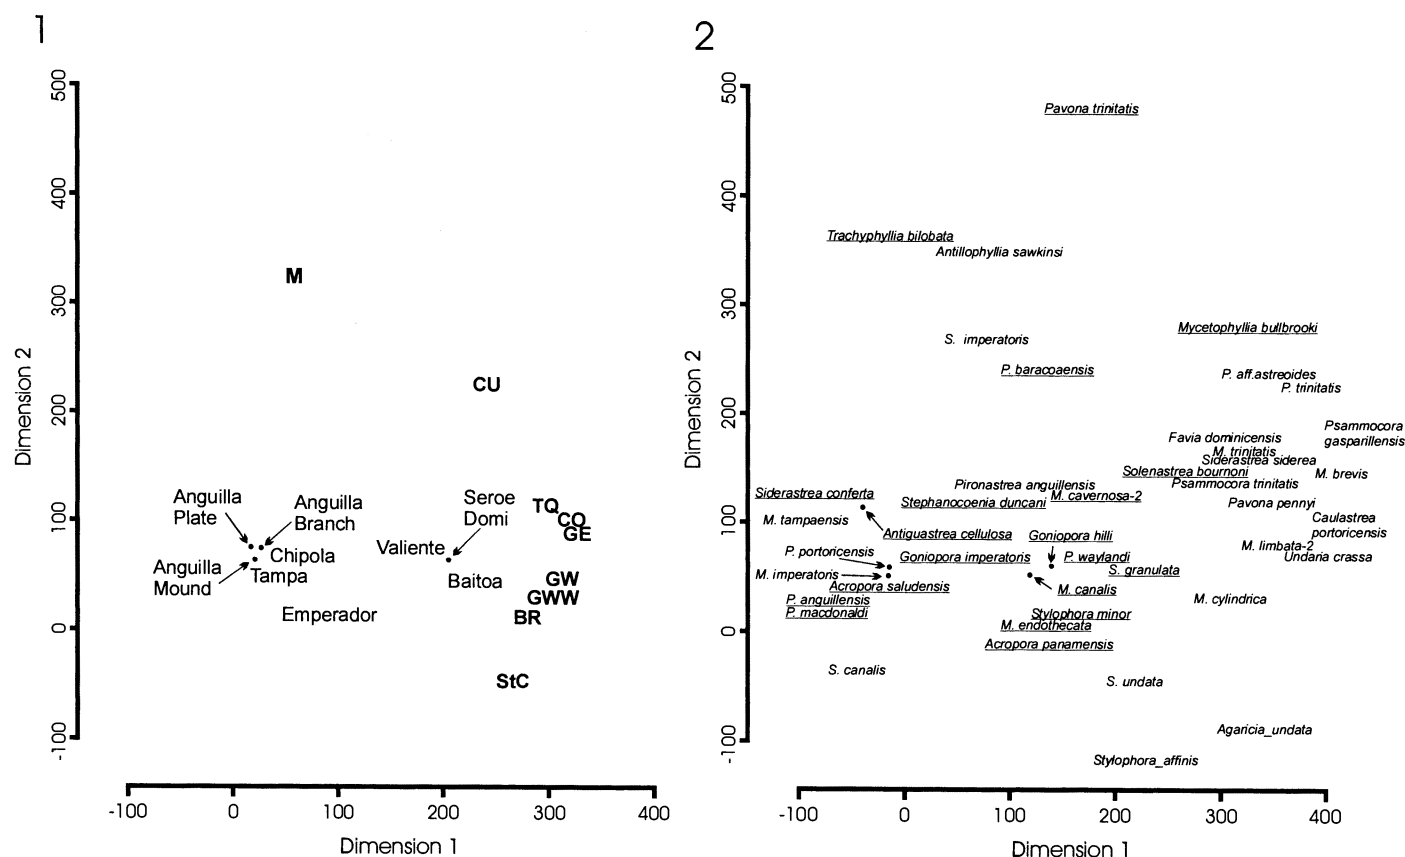 1
500
400
300
200
100
0
-100
Dimension 2
M
CU
Anguilla
Plate
Anguilla
Branch
Seroe
Domi
TQ
CO
GE
Valiente
Chipola
Anguilla
Mound
Tampa
Baitoa
GW
GWW
BR
Emperador
StC
-100 0 100 200 300 400
Dimension 1
2
500
400
300
200
100
0
-100
Dimension 2
Pavona trinitatis
Trachyphyllia bilobata
Antillophyllia sawkinsi
Mycetophyllia bullbrooki
S. imperatoris
P. baracoaensis
P. aff.astreoides
P. trinitatis
Psammocora
gasparillensis
Favia dominicensis
M. trinitatis
Siderastrea siderea
Solenastrea bournoni
M. brevis
Pironastrea anguillensis
Psammocora trinitatis
Siderastrea conferta
Stephanocoenia duncani
M. cavernosa-2
Pavona pennyi
M. tampaensis
Caulastrea
portoricensis
Antiguastrea cellulosa
Goniopora hilli
M. limbata-2
P. portoricensis
Goniopora imperatoris
P. waylandi
Undaria crassa
M. imperatoris
S. granulata
Acropora saludensis
M. canalis
P. anguillensis
M. cylindrica
P. macdonaldi
Stylophora minor
M. endothecata
Acropora panamensis
S. canalis
S. undata
Agaricia_undata
Stylophora_affinis
-100 0 100 200 300 400
Dimension 1